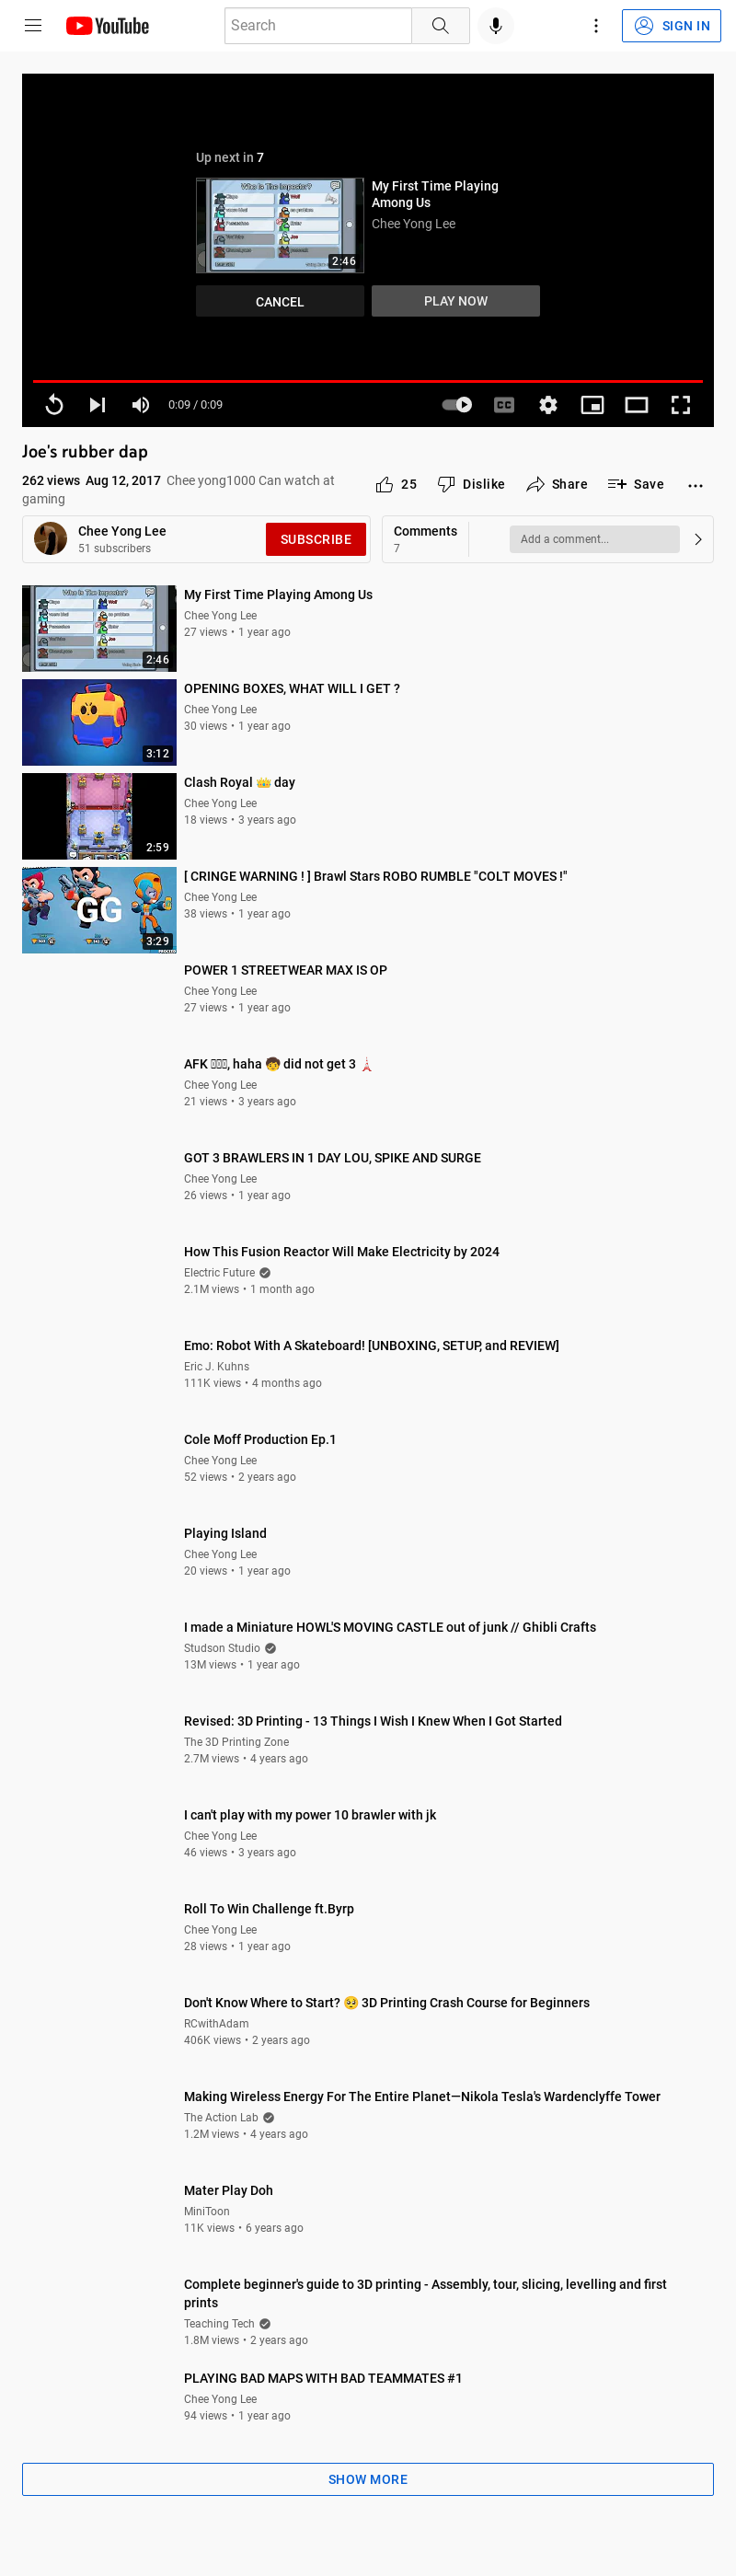 YouTube
Search
SIGN IN
Up next in 7
Who Is The Impostor?
2:46
My First Time Playing
Among Us
Chee Yong Lee
CANCEL
PLAY NOW
0:09 / 0:09
CC
Joe's rubber dap
262 views Aug 12, 2017 Chee yong1000 Can watch at
gaming
25
Dislike
Share
Save
Chee Yong Lee
51 subscribers
SUBSCRIBE
Comments
7
Add a comment...
Who Is The Impostor?
2:46
My First Time Playing Among Us
Chee Yong Lee
27 views • 1 year ago
3:12
OPENING BOXES, WHAT WILL I GET ?
Chee Yong Lee
30 views • 1 year ago
2:59
Clash Royal 👑 day
Chee Yong Lee
18 views • 3 years ago
GG
3:29
[ CRINGE WARNING ! ] Brawl Stars ROBO RUMBLE "COLT MOVES !"
Chee Yong Lee
38 views • 1 year ago
POWER 1 STREETWEAR MAX IS OP
Chee Yong Lee
27 views • 1 year ago
AFK , haha 🧒 did not get 3 🗼
Chee Yong Lee
21 views • 3 years ago
GOT 3 BRAWLERS IN 1 DAY LOU, SPIKE AND SURGE
Chee Yong Lee
26 views • 1 year ago
How This Fusion Reactor Will Make Electricity by 2024
Electric Future
2.1M views • 1 month ago
Emo: Robot With A Skateboard! [UNBOXING, SETUP, and REVIEW]
Eric J. Kuhns
111K views • 4 months ago
Cole Moff Production Ep.1
Chee Yong Lee
52 views • 2 years ago
Playing Island
Chee Yong Lee
20 views • 1 year ago
I made a Miniature HOWL'S MOVING CASTLE out of junk // Ghibli Crafts
Studson Studio
13M views • 1 year ago
Revised: 3D Printing - 13 Things I Wish I Knew When I Got Started
The 3D Printing Zone
2.7M views • 4 years ago
I can't play with my power 10 brawler with jk
Chee Yong Lee
46 views • 3 years ago
Roll To Win Challenge ft.Byrp
Chee Yong Lee
28 views • 1 year ago
Don't Know Where to Start? 🥺 3D Printing Crash Course for Beginners
RCwithAdam
406K views • 2 years ago
Making Wireless Energy For The Entire Planet—Nikola Tesla's Wardenclyffe Tower
The Action Lab
1.2M views • 4 years ago
Mater Play Doh
MiniToon
11K views • 6 years ago
Complete beginner's guide to 3D printing - Assembly, tour, slicing, levelling and first
prints
Teaching Tech
1.8M views • 2 years ago
PLAYING BAD MAPS WITH BAD TEAMMATES #1
Chee Yong Lee
94 views • 1 year ago
SHOW MORE